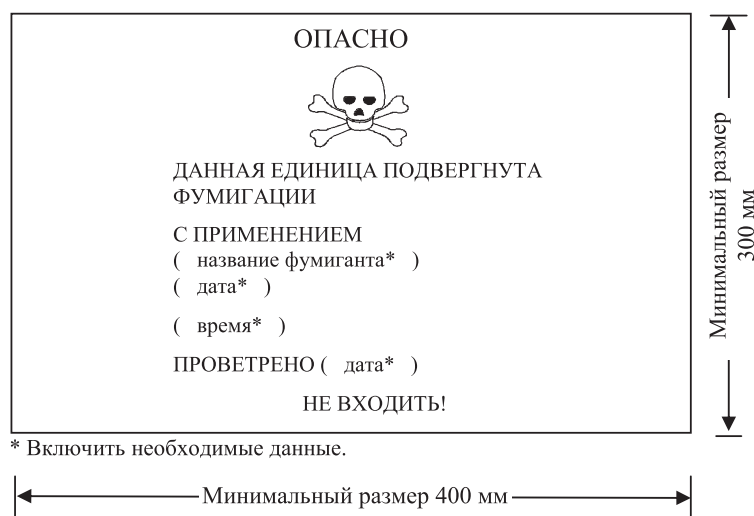 ОПАСНО
ДАННАЯ ЕДИНИЦА ПОДВЕРГНУТА
ФУМИГАЦИИ
С ПРИМЕНЕНИЕМ
( название фумиганта* )
( дата* )
( время* )
ПРОВЕТРЕНО ( дата* )
НЕ ВХОДИТЬ!
* Включить необходимые данные.
Минимальный размер 400 мм
Минимальный размер
300 мм